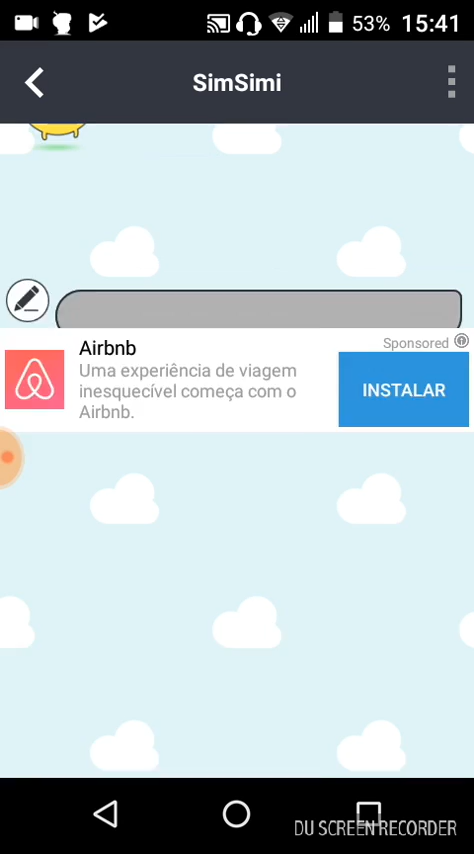 53% 15:41
SimSimi
Airbnb
Sponsored
Uma experiência de viagem
inesquecível começa com o
Airbnb.
INSTALAR
DU SCREEN RECORDER